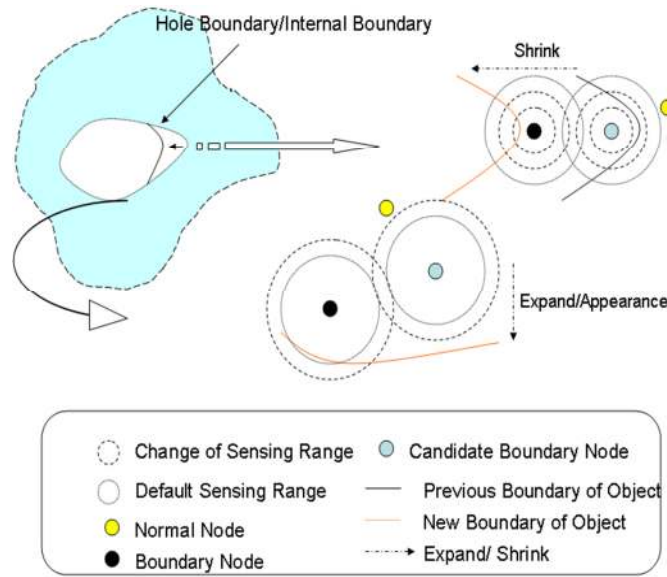 Hole Boundary/Internal Boundary
Shrink
Expand/Appearance
Change of Sensing Range
Candidate Boundary Node
Default Sensing Range
Previous Boundary of Object
Normal Node
New Boundary of Object
Boundary Node
Expand/ Shrink